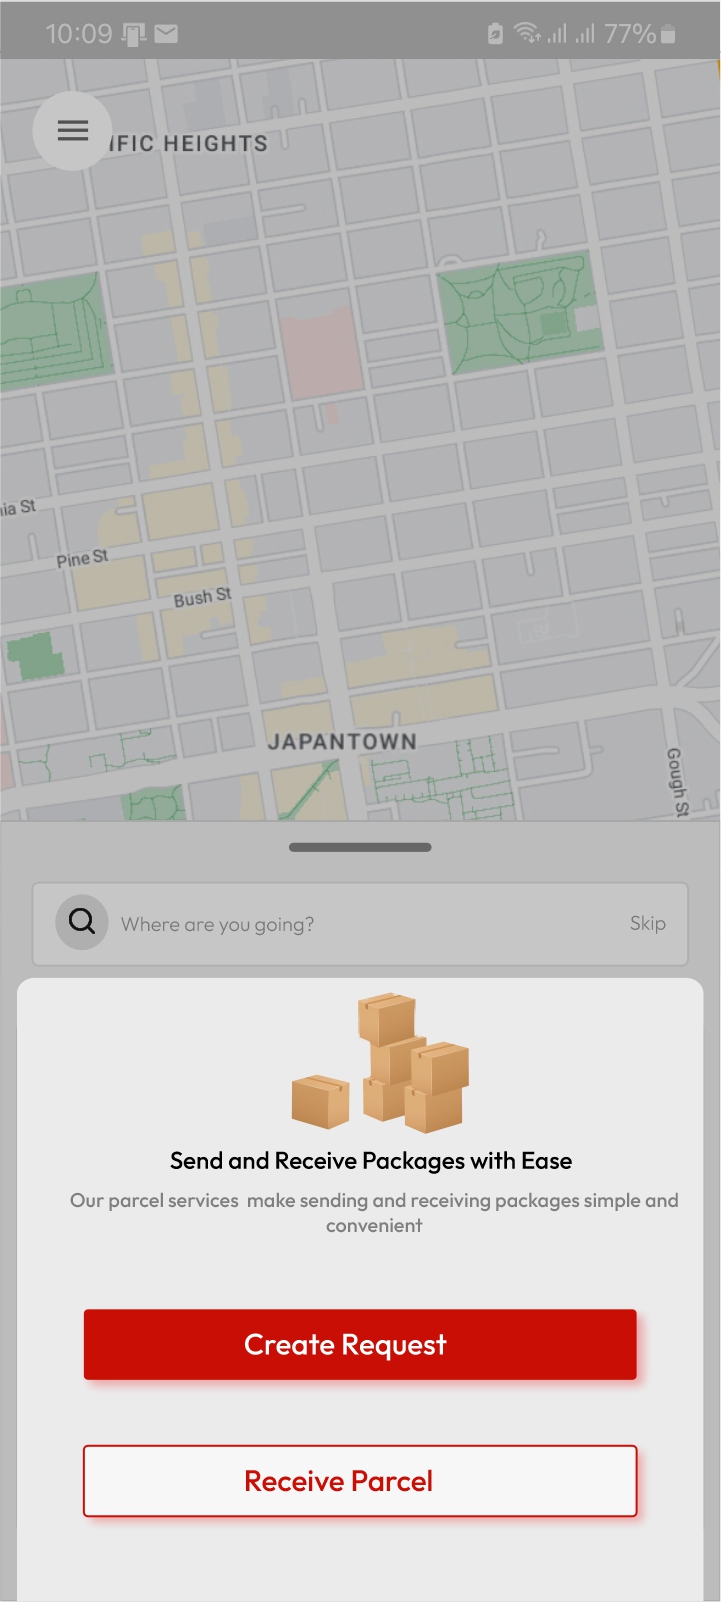 10:09
77%
IFIC HEIGHTS
nia St
Pine St
Bush St
JAPANTOWN
Gough St
Where are you going?
Skip
Send and Receive Packages with Ease
Our parcel services make sending and receiving packages simple and
convenient
Create Request
Receive Parcel